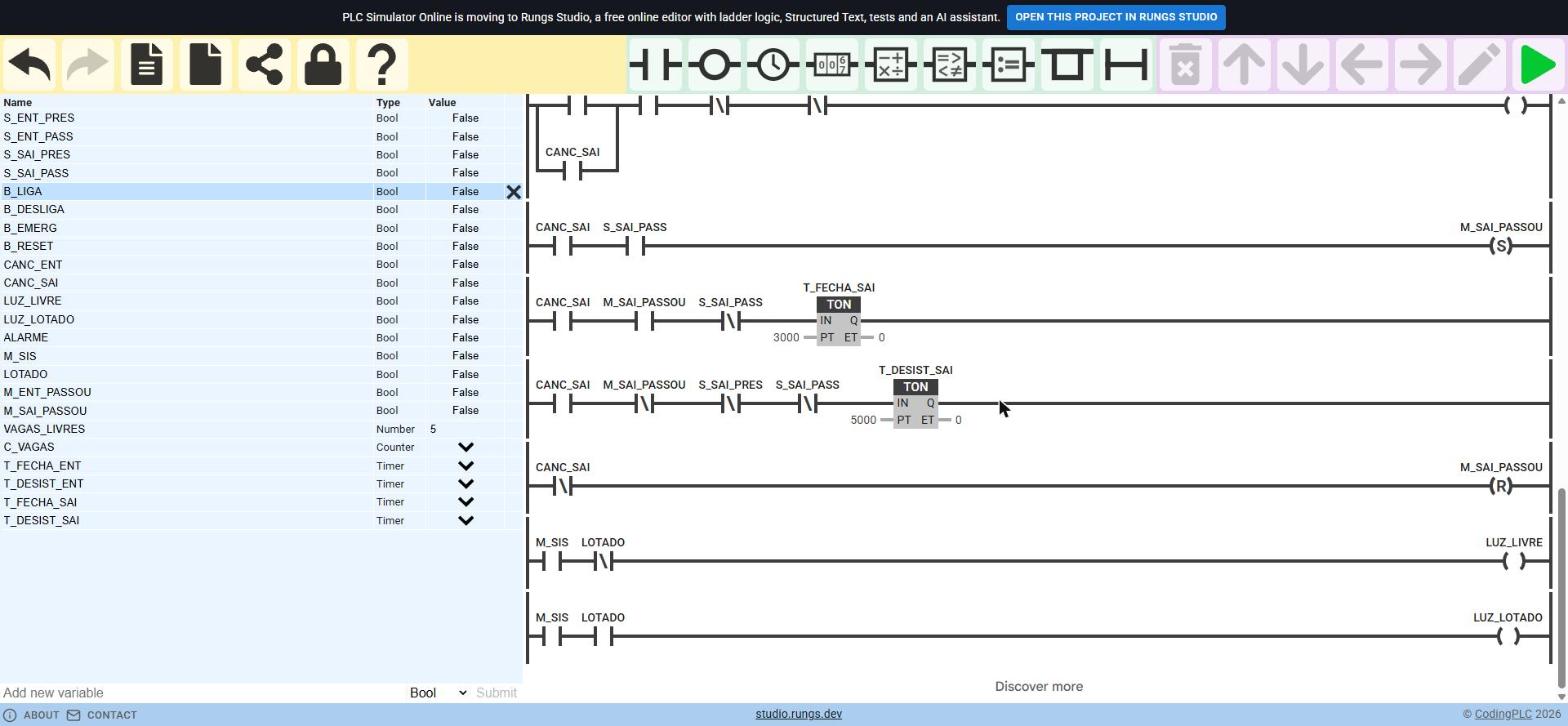 PLC Simulator Online is moving to Rungs Studio, a free online editor with ladder logic, Structured Text, tests and an AI assistant. OPEN THIS PROJECT IN RUNGS STUDIO
Name Type Value
S_ENT_PRES Bool False
S_ENT_PASS Bool False
S_SAI_PRES Bool False
S_SAI_PASS Bool False
B_LIGA Bool False
B_DESLIGA Bool False
B_EMERG Bool False
B_RESET Bool False
CANC_ENT Bool False
CANC_SAI Bool False
LUZ_LIVRE Bool False
LUZ_LOTADO Bool False
ALARME Bool False
M_SIS Bool False
LOTADO Bool False
M_ENT_PASSOU Bool False
M_SAI_PASSOU Bool False
VAGAS_LIVRES Number 5
C_VAGAS Counter
T_FECHA_ENT Timer
T_DESIST_ENT Timer
T_FECHA_SAI Timer
T_DESIST_SAI Timer
Add new variable Bool Submit
CANC_SAI
CANC_SAI S_SAI_PASS M_SAI_PASSOU
S
T_FECHA_SAI
CANC_SAI M_SAI_PASSOU S_SAI_PASS TON
IN Q
3000 PT ET 0
T_DESIST_SAI
CANC_SAI M_SAI_PASSOU S_SAI_PRES S_SAI_PASS TON
IN Q
5000 PT ET 0
CANC_SAI M_SAI_PASSOU
R
M_SIS LOTADO LUZ_LIVRE
M_SIS LOTADO LUZ_LOTADO
Discover more
ABOUT CONTACT studio.rungs.dev © CodingPLC 2026